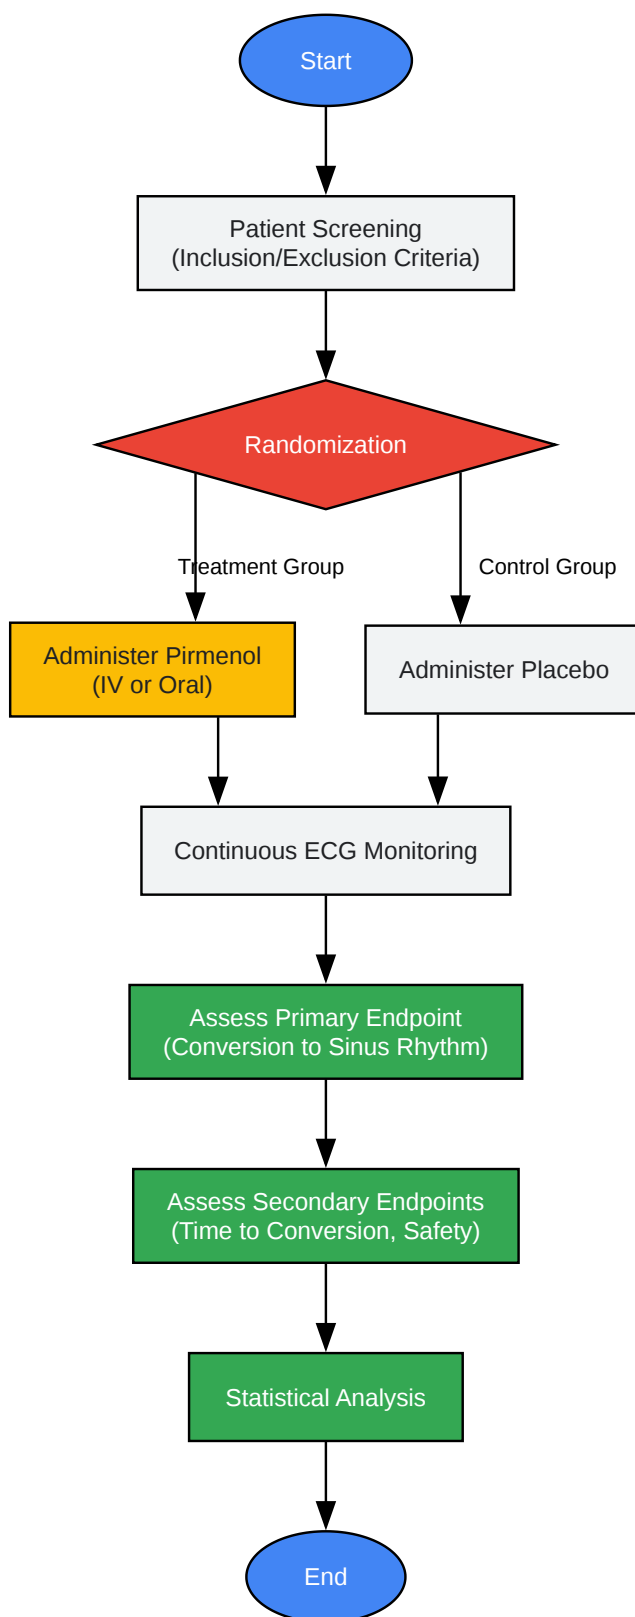 Start
Patient Screening
(Inclusion/Exclusion Criteria)
Randomization
Treatment Group
Control Group
Administer Pirmenol
(IV or Oral)
Administer Placebo
Continuous ECG Monitoring
Assess Primary Endpoint
(Conversion to Sinus Rhythm)
Assess Secondary Endpoints
(Time to Conversion, Safety)
Statistical Analysis
End